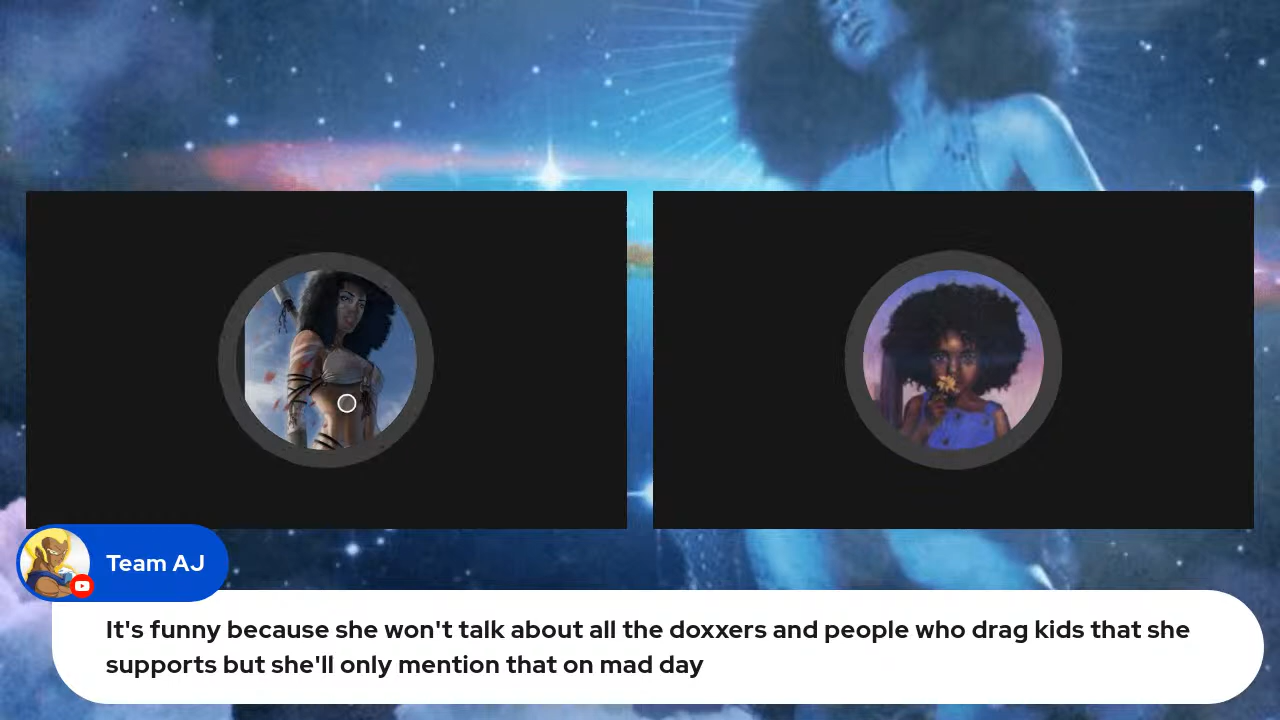 Team AJ
It's funny because she won't talk about all the doxxers and people who drag kids that she
supports but she'll only mention that on mad day